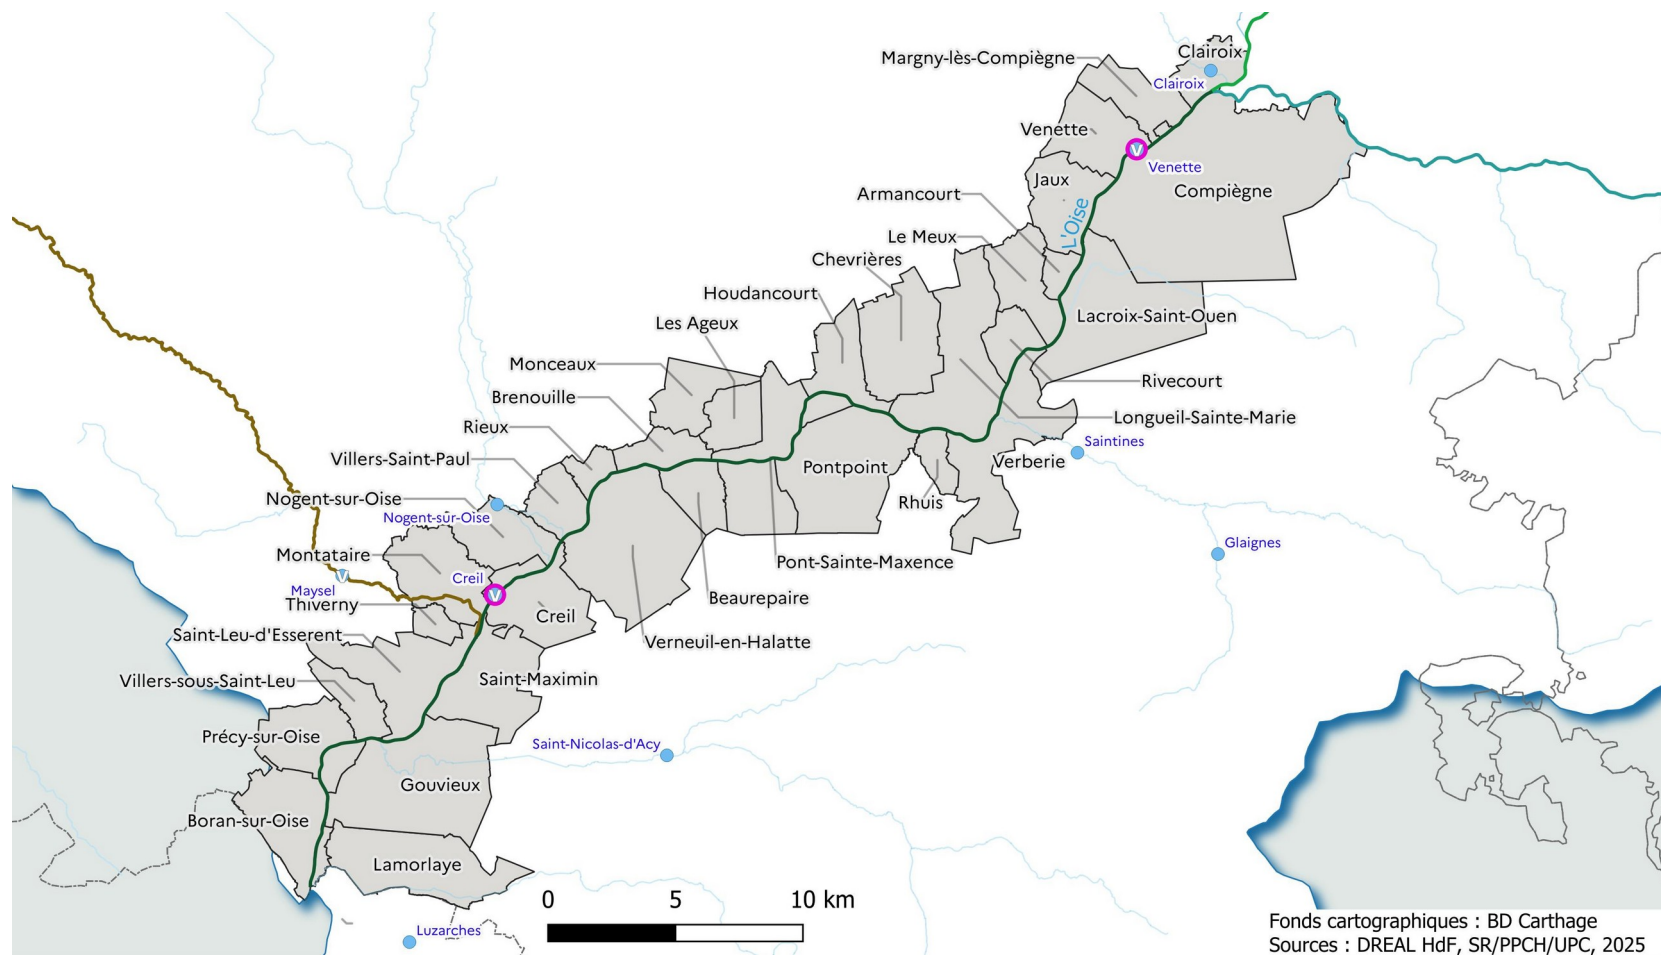 Clairoix
Margny-lès-Compiègne
Clairoix
Venette
V
Venette
Jaux
Compiègne
Armancourt
L'Oise
Le Meux
Chevrières
Houdancourt
Lacroix-Saint-Ouen
Les Ageux
Monceaux
Rivecourt
Brenouille
Longueil-Sainte-Marie
Rieux
Saintines
Villers-Saint-Paul
Verberie
Pontpoint
Nogent-sur-Oise
Rhuis
Nogent-sur-Oise
Glaignes
Montataire
Pont-Sainte-Maxence
V
Creil
Maysel
V
Beaurepaire
Thiverny
Creil
Saint-Leu-d'Esserent
Verneuil-en-Halatte
Villers-sous-Saint-Leu
Saint-Maximin
Précy-sur-Oise
Saint-Nicolas-d'Acy
Gouvieux
Boran-sur-Oise
Lamorlaye
0 5 10 km
Luzarches
Fonds cartographiques : BD Carthage
Sources : DREAL HdF, SR/PPCH/UPC, 2025